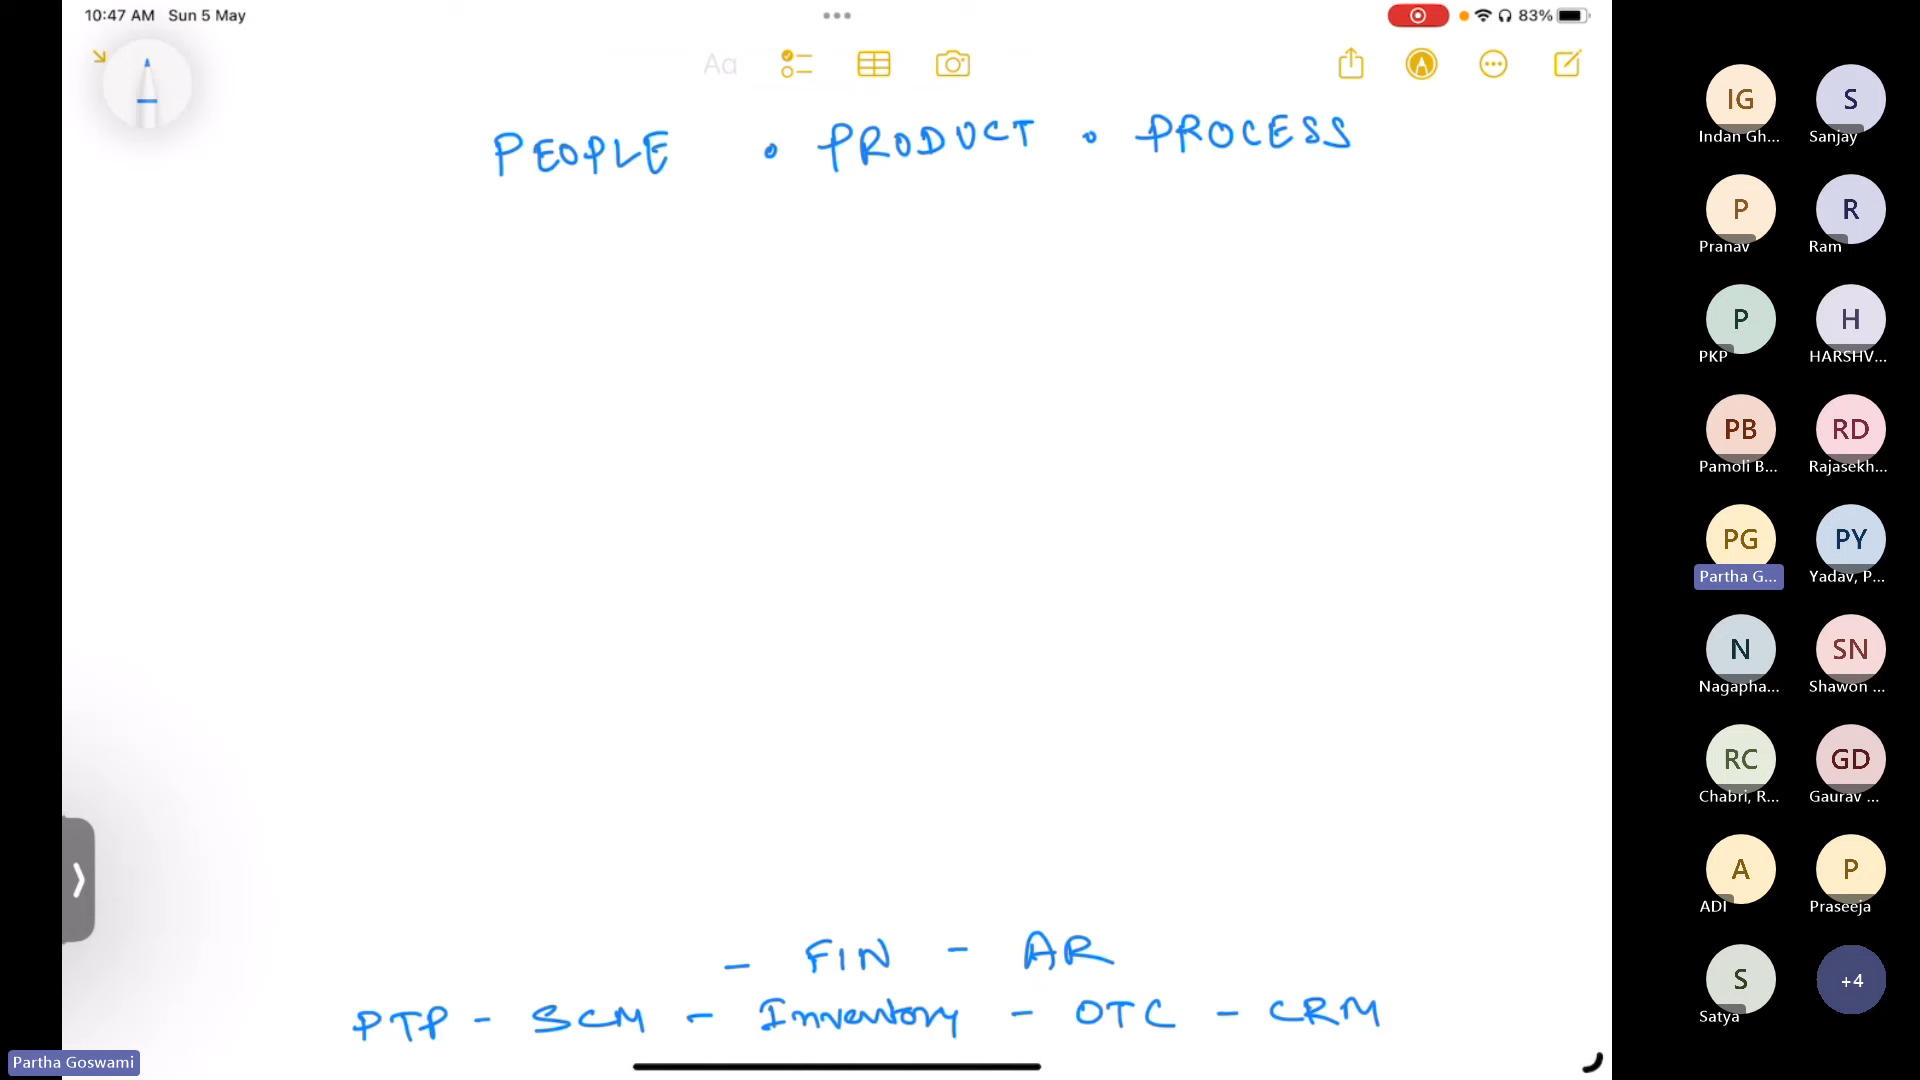 10:47 AM Sun 5 May
83%
Aa
PEOPLE • PRODUCT • PROCESS
- FIN - AR
PTP - SCM - Inventory - OTC - CRM
Partha Goswami
IG S
Indan Gh... Sanjay
P R
Pranav Ram
P H
PKP HARSHV...
PB RD
Pamoli B... Rajasekh...
PG PY
Partha G... Yadav, P...
N SN
Nagapha... Shawon ...
RC GD
Chabri, R... Gaurav ...
A P
ADI Praseeja
S +4
Satya